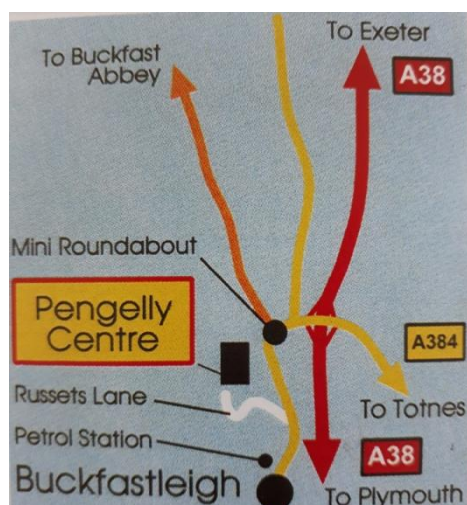 To Exeter
A38
To Buckfast
Abbey
Mini Roundabout
Pengelly
Centre
A384
Russets Lane
To Totnes
Petrol Station
A38
Buckfastleigh
To Plymouth